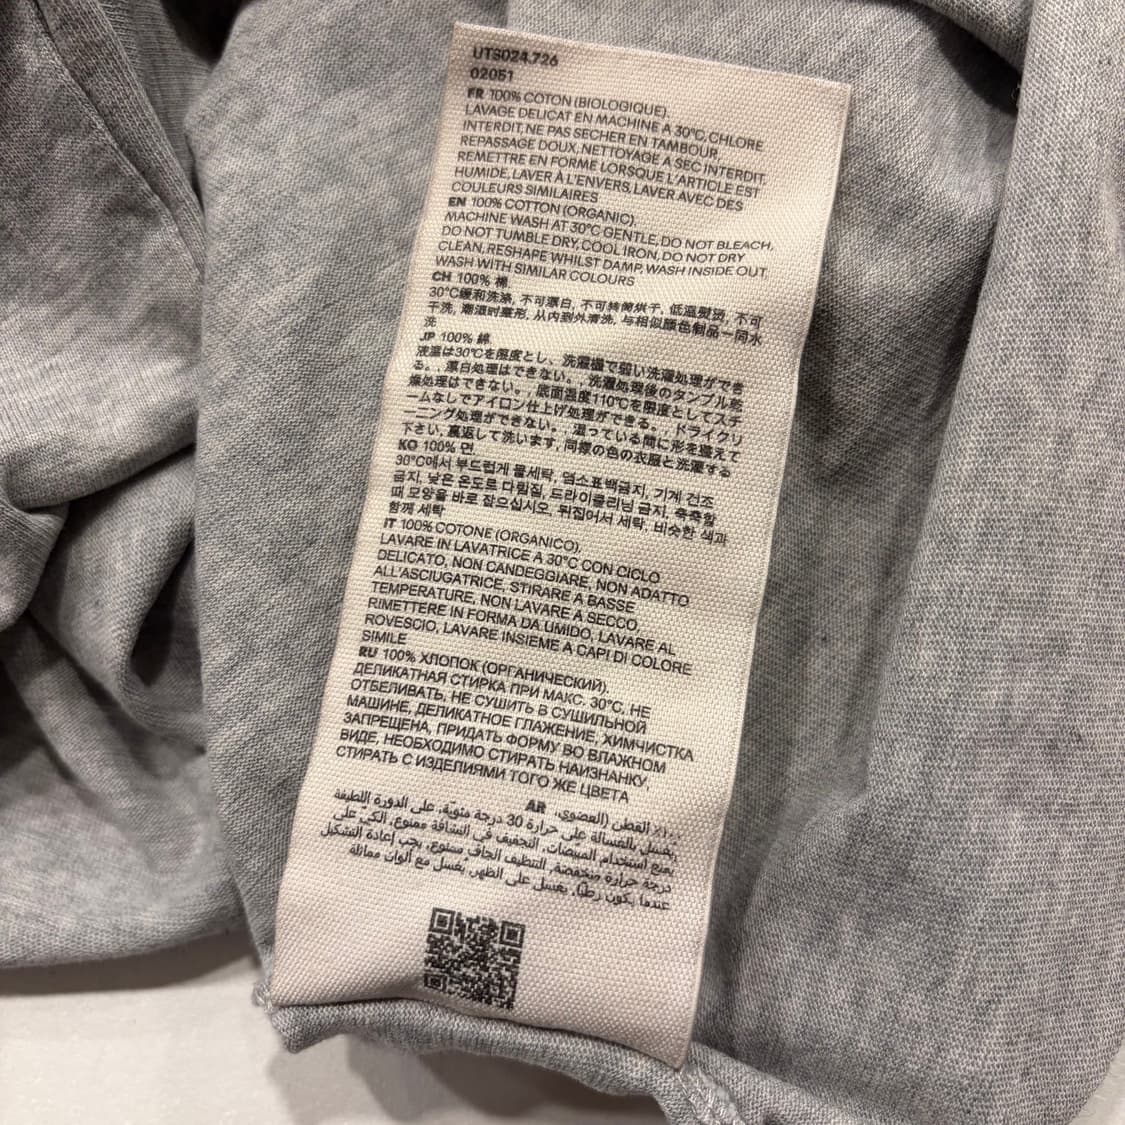 UTS024.726
02051
FR 100% COTON (BIOLOGIQUE).
LAVAGE DELICAT EN MACHINE A 30°C, CHLORE
INTERDIT, NE PAS SECHER EN TAMBOUR,
REPASSAGE DOUX, NETTOYAGE A SEC INTERDIT.
REMETTRE EN FORME LORSQUE L'ARTICLE EST
HUMIDE, LAVER À L'ENVERS, LAVER AVEC DES
COULEURS SIMILAIRES
EN 100% COTTON (ORGANIC).
MACHINE WASH AT 30°C GENTLE, DO NOT BLEACH,
DO NOT TUMBLE DRY, COOL IRON, DO NOT DRY
CLEAN. RESHAPE WHILST DAMP, WASH INSIDE OUT,
WASH WITH SIMILAR COLOURS
CH 100% 棉
30°C缓和洗涤, 不可漂白, 不可转筒烘干, 低温熨烫, 不可
干洗, 潮湿时整形, 从内到外清洗, 与相似颜色制品一同水
洗
JP 100% 綿
液温は30℃を限度とし、洗濯機で弱い洗濯処理ができ
る。, 漂白処理はできない。, 洗濯処理後のタンブル乾
燥処理はできない。, 底面温度110℃を限度としてスチ
ームなしでアイロン仕上げ処理ができる。, ドライクリ
ーニング処理ができない。, 湿っている間に形を整えて
下さい, 裏返して洗います, 同様の色の衣服と洗濯する
KO 100% 면
30°C에서 부드럽게 물세탁, 염소표백금지, 기계 건조
금지, 낮은 온도로 다림질, 드라이클리닝 금지, 축축할
때 모양을 바로 잡으십시오, 뒤집어서 세탁, 비슷한 색과
함께 세탁
IT 100% COTONE (ORGANICO).
LAVARE IN LAVATRICE A 30°C CON CICLO
DELICATO, NON CANDEGGIARE, NON ADATTO
ALL'ASCIUGATRICE, STIRARE A BASSE
TEMPERATURE, NON LAVARE A SECCO
RIMETTERE IN FORMA DA UMIDO, LAVARE AL
ROVESCIO, LAVARE INSIEME A CAPI DI COLORE
SIMILE
RU 100% ХЛОПОК (ОРГАНИЧЕСКИЙ).
ДЕЛИКАТНАЯ СТИРКА ПРИ МАКС. 30°C. НЕ
ОТБЕЛИВАТЬ, НЕ СУШИТЬ В СУШИЛЬНОЙ
МАШИНЕ, ДЕЛИКАТНОЕ ГЛАЖЕНИЕ, ХИМЧИСТКА
ЗАПРЕЩЕНА, ПРИДАТЬ ФОРМУ ВО ВЛАЖНОМ
ВИДЕ, НЕОБХОДИМО СТИРАТЬ НАИЗНАНКУ,
СТИРАТЬ С ИЗДЕЛИЯМИ ТОГО ЖЕ ЦВЕТА
AR
١٠٠٪ القطن (العضوي).
يغسل بالغسالة على حرارة 30 درجة مئويّة, على الدورة اللطيفة
يمنع استخدام المبيّضات, التجفيف في النشافة ممنوع, الكيّ على
درجة حرارة منخفضة, التنظيف الجاف ممنوع, يجب إعادة التشكيل
عندما يكون رطبًا, يغسل على الظهر, يغسل مع ألوان مماثلة